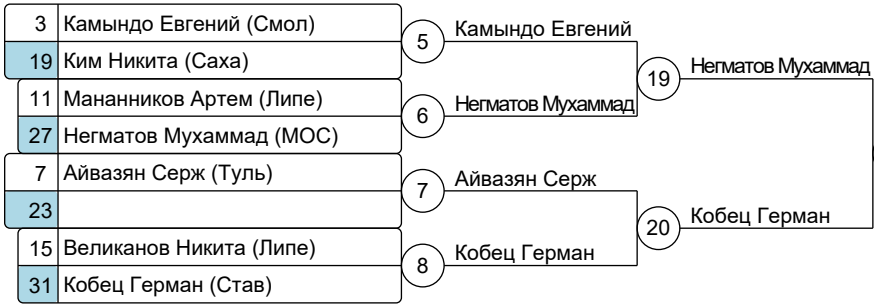 3 Камындо Евгений (Смол)
19 Ким Никита (Саха)
11 Мананников Артем (Липе)
27 Негматов Мухаммад (МОС)
7 Айвазян Серж (Туль)
23
15 Великанов Никита (Липе)
31 Кобец Герман (Став)
5 Камындо Евгений
6 Негматов Мухаммад
7 Айвазян Серж
8 Кобец Герман
19 Негматов Мухаммад
20 Кобец Герман